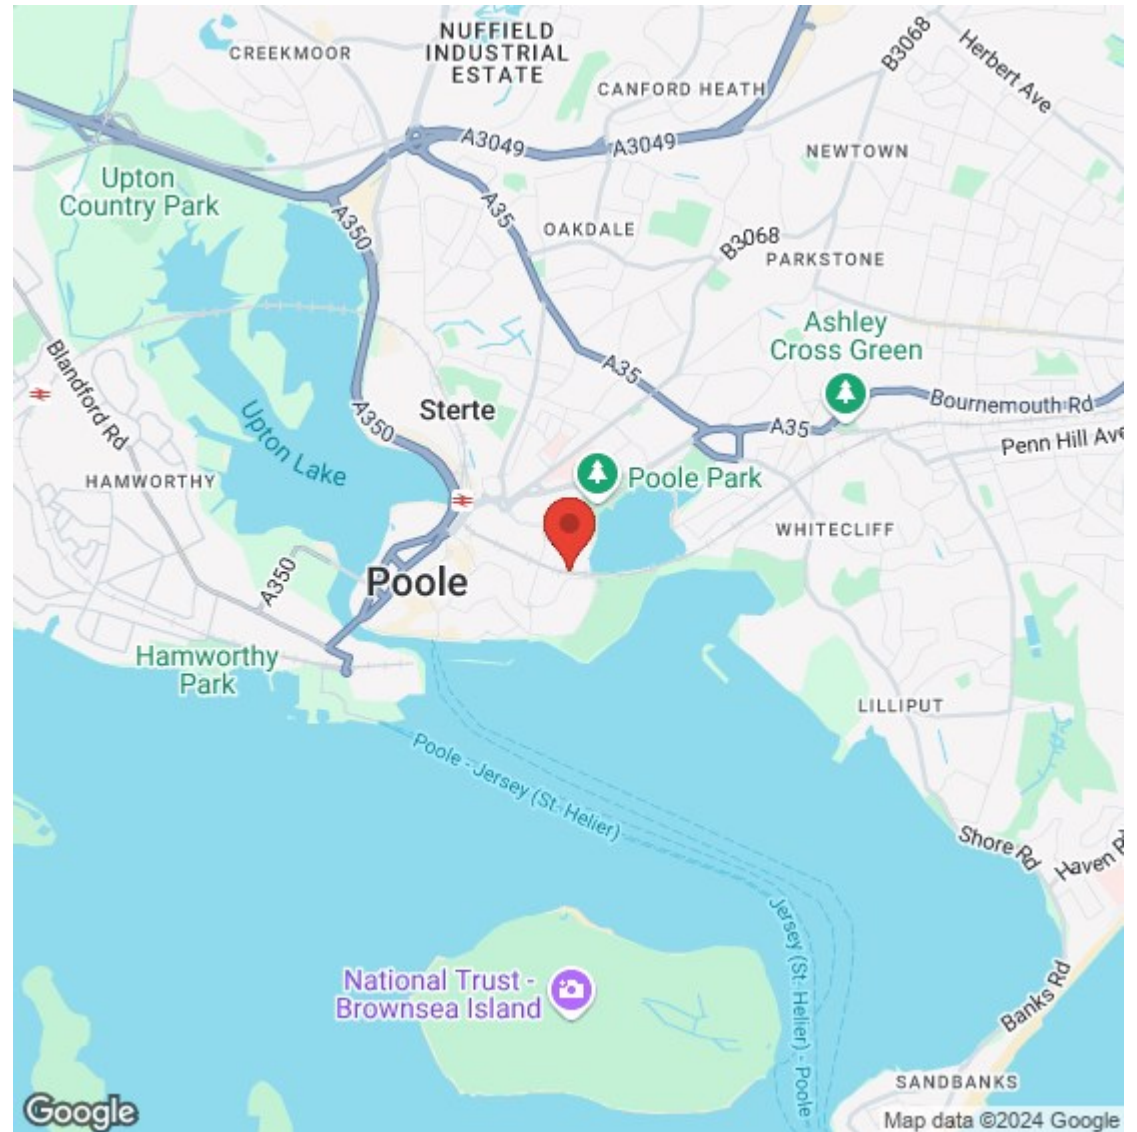 NUFFIELD
INDUSTRIAL
ESTATE
CREEKMOOR
B3068
Herbert Ave
CANFORD HEATH
A3049
A3049
NEWTOWN
Upton
Country Park
A350
A35
OAKDALE
B3068
PARKSTONE
Ashley
Cross Green
Blandford Rd
A35
Bournemouth Rd
Sterte
A350
A35
Penn Hill Ave
Upton Lake
HAMWORTHY
Poole Park
WHITECLIFF
A350
Poole
Hamworthy
Park
LILLIPUT
Poole - Jersey (St. Helier)
Shore Rd
Haven
Jersey (St. Helier) - Poole
National Trust -
Brownsea Island
Banks Rd
SANDBANKS
Google
Map data ©2024 Google